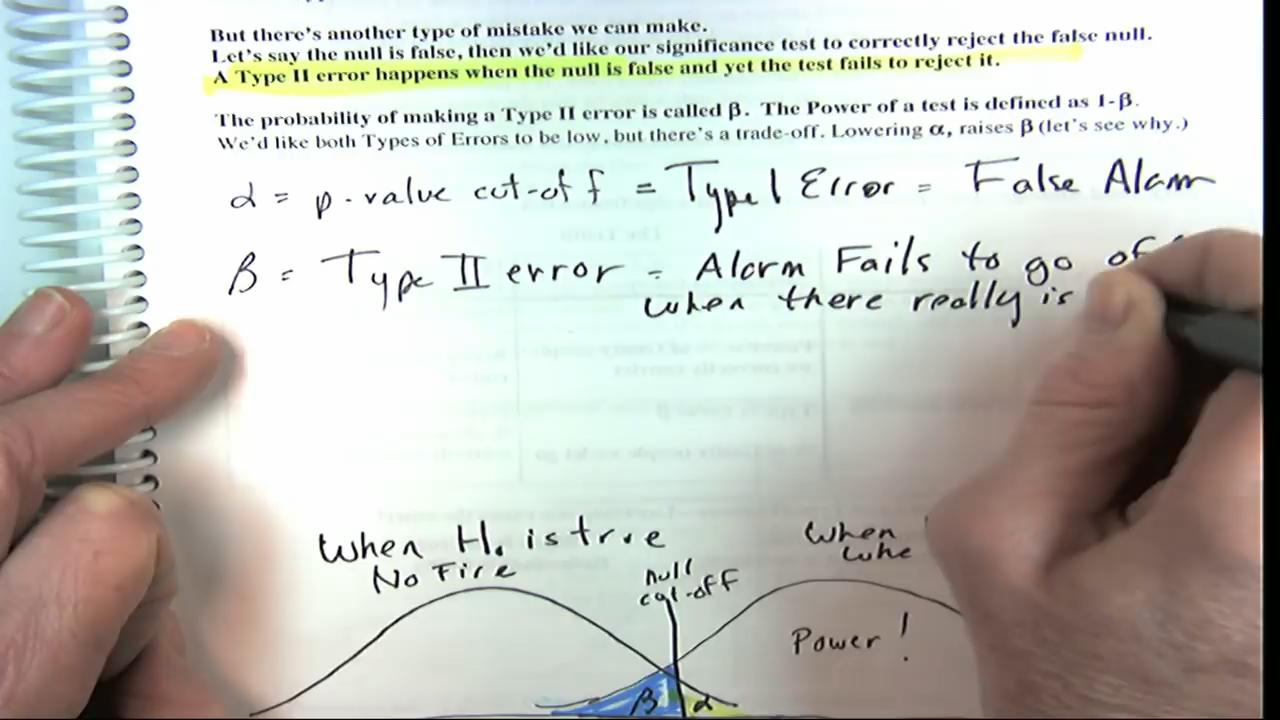 But there's another type of mistake we can make.
Let's say the null is false, then we'd like our significance test to correctly reject the false null.
A Type II error happens when the null is false and yet the test fails to reject it.
The probability of making a Type II error is called β. The Power of a test is defined as 1-β.
We'd like both Types of Errors to be low, but there's a trade-off. Lowering α, raises β (let's see why.)
α = p-value cut-off = Type I Error = False Alarm
β = Type II error = Alarm Fails to go of
when there really is
When H₀ is true
No Fire
null
cut-off
When
Whe
Power!
β α